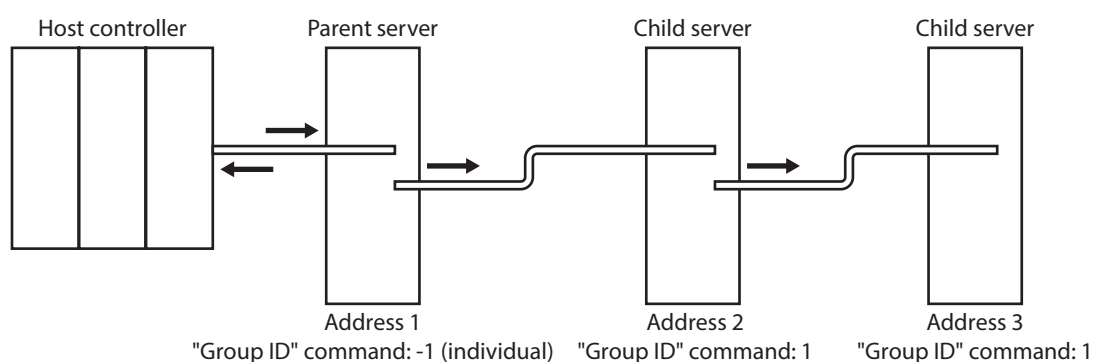 Host controller
Parent server
Child server
Child server
Address 1
Address 2
Address 3
"Group ID" command: -1 (individual)
"Group ID" command: 1
"Group ID" command: 1